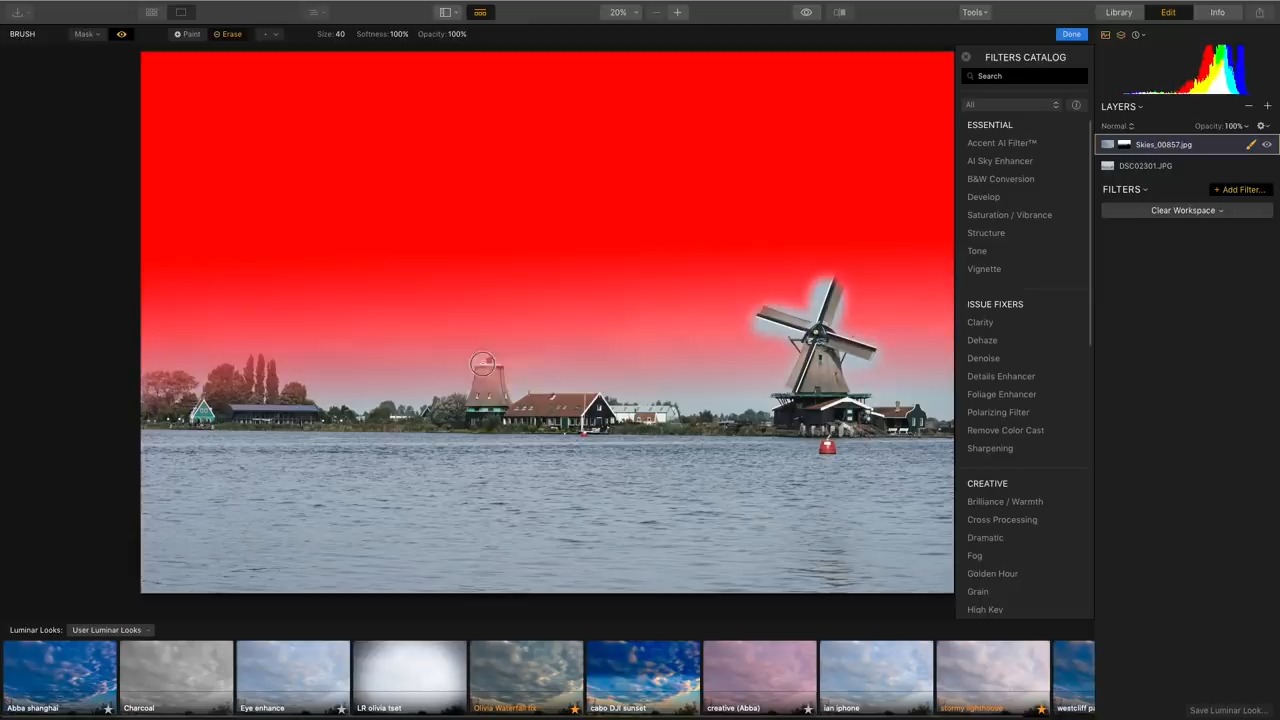 20%
Tools
Library
Edit
Info
BRUSH
Mask
Paint
Erase
Size: 40
Softness: 100%
Opacity: 100%
Done
FILTERS CATALOG
Search
All
ESSENTIAL
Accent AI Filter™
AI Sky Enhancer
B&W Conversion
Develop
Saturation / Vibrance
Structure
Tone
Vignette
ISSUE FIXERS
Clarity
Dehaze
Denoise
Details Enhancer
Foliage Enhancer
Polarizing Filter
Remove Color Cast
Sharpening
CREATIVE
Brilliance / Warmth
Cross Processing
Dramatic
Fog
Golden Hour
Grain
High Key
LAYERS
Normal
Opacity: 100%
Skies_00857.jpg
DSC02301.JPG
FILTERS
+ Add Filter...
Clear Workspace
Luminar Looks:
User Luminar Looks
Abba shanghai
Charcoal
Eye enhance
LR olivia tset
Olivia Waterfall fix
cabo DJI sunset
creative (Abba)
ian iphone
stormy lighthouse
westcliff pa
Save Luminar Look...